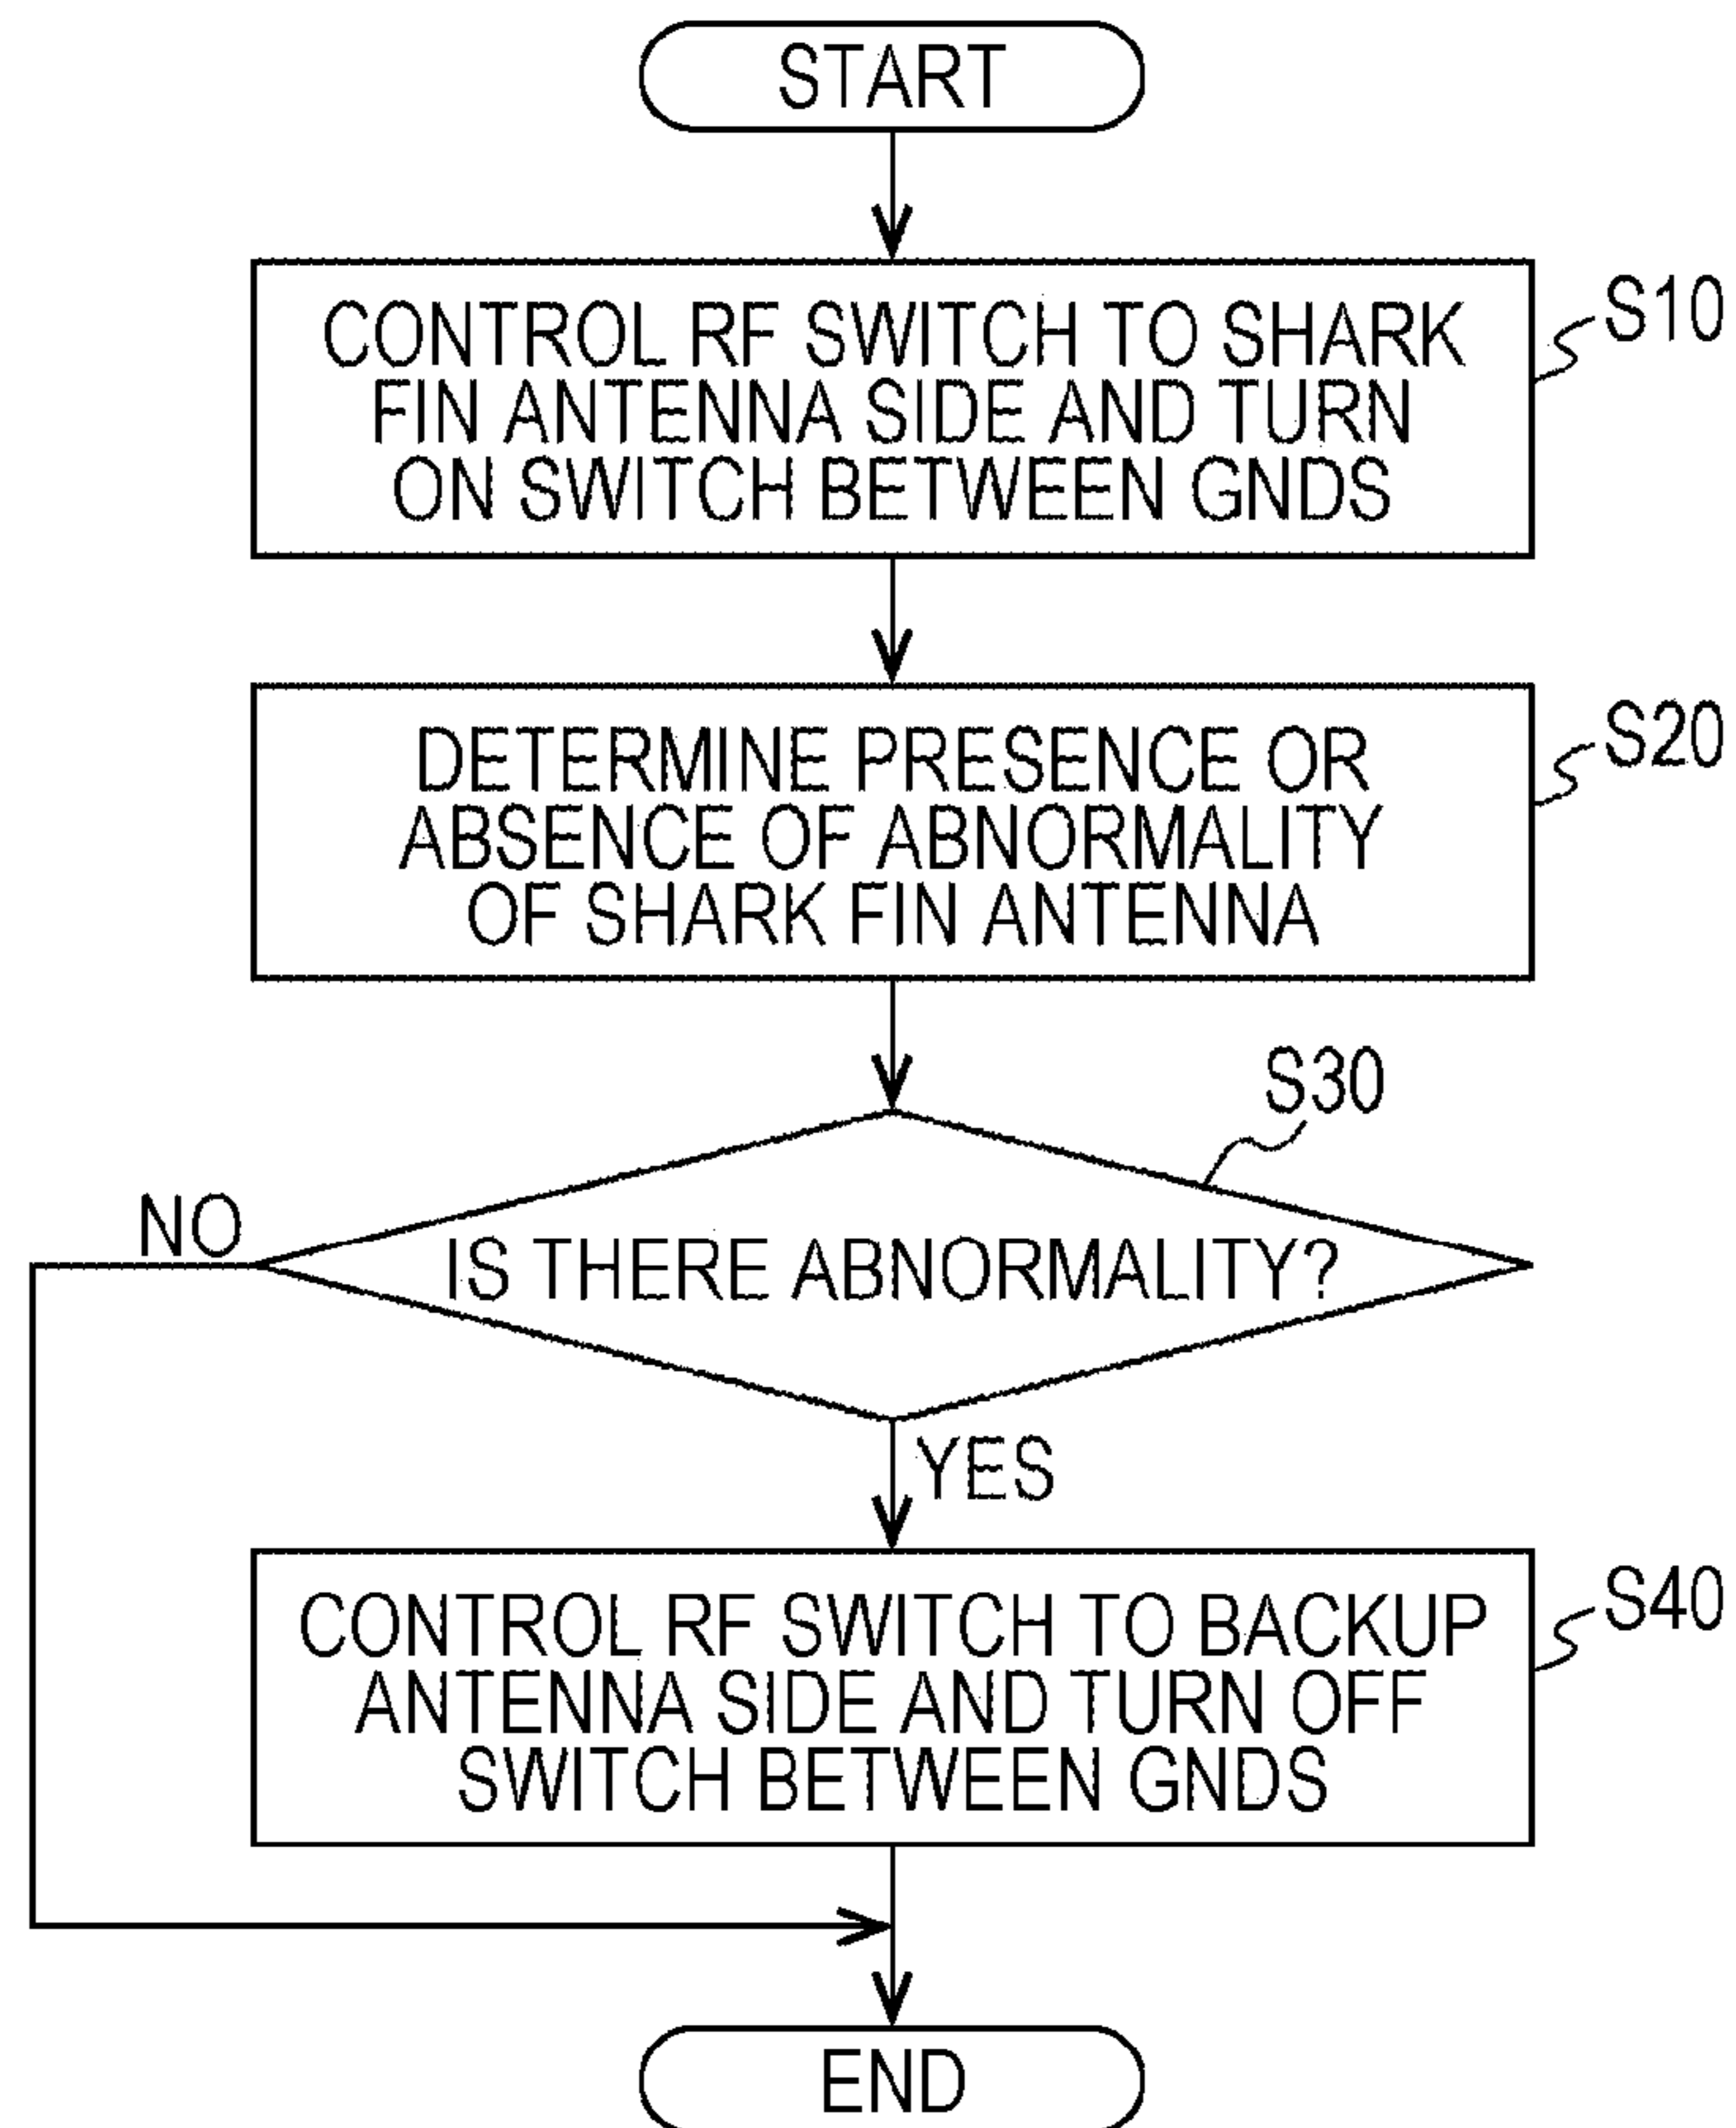 START
CONTROL RF SWITCH TO SHARK
FIN ANTENNA SIDE AND TURN
ON SWITCH BETWEEN GNDS
S10
DETERMINE PRESENCE OR
ABSENCE OF ABNORMALITY
OF SHARK FIN ANTENNA
S20
S30
IS THERE ABNORMALITY?
NO
YES
CONTROL RF SWITCH TO BACKUP
ANTENNA SIDE AND TURN OFF
SWITCH BETWEEN GNDS
S40
END